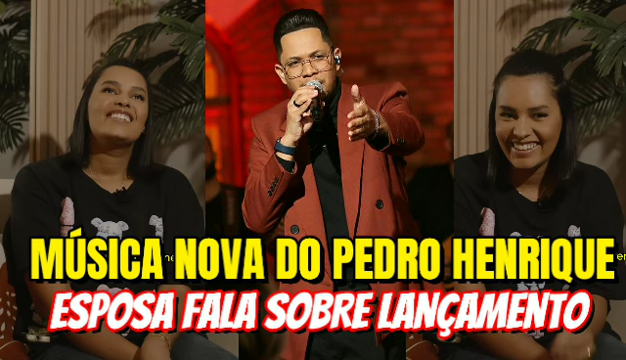 MÚSICA NOVA DO PEDRO HENRIQUE
ESPOSA FALA SOBRE LANÇAMENTO